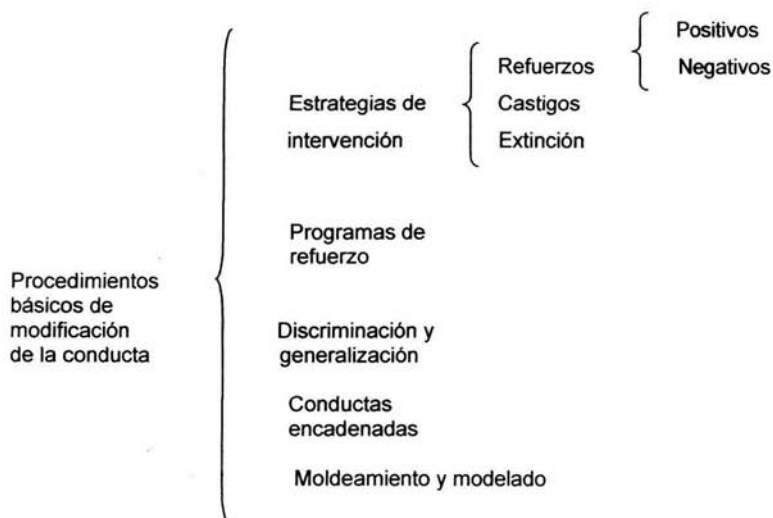 Positivos
Refuerzos
Negativos
Estrategias de
Castigos
intervención
Extinción
Programas de
refuerzo
Procedimientos
básicos de
modificación
de la conducta
Discriminación y
generalización
Conductas
encadenadas
Moldeamiento y modelado